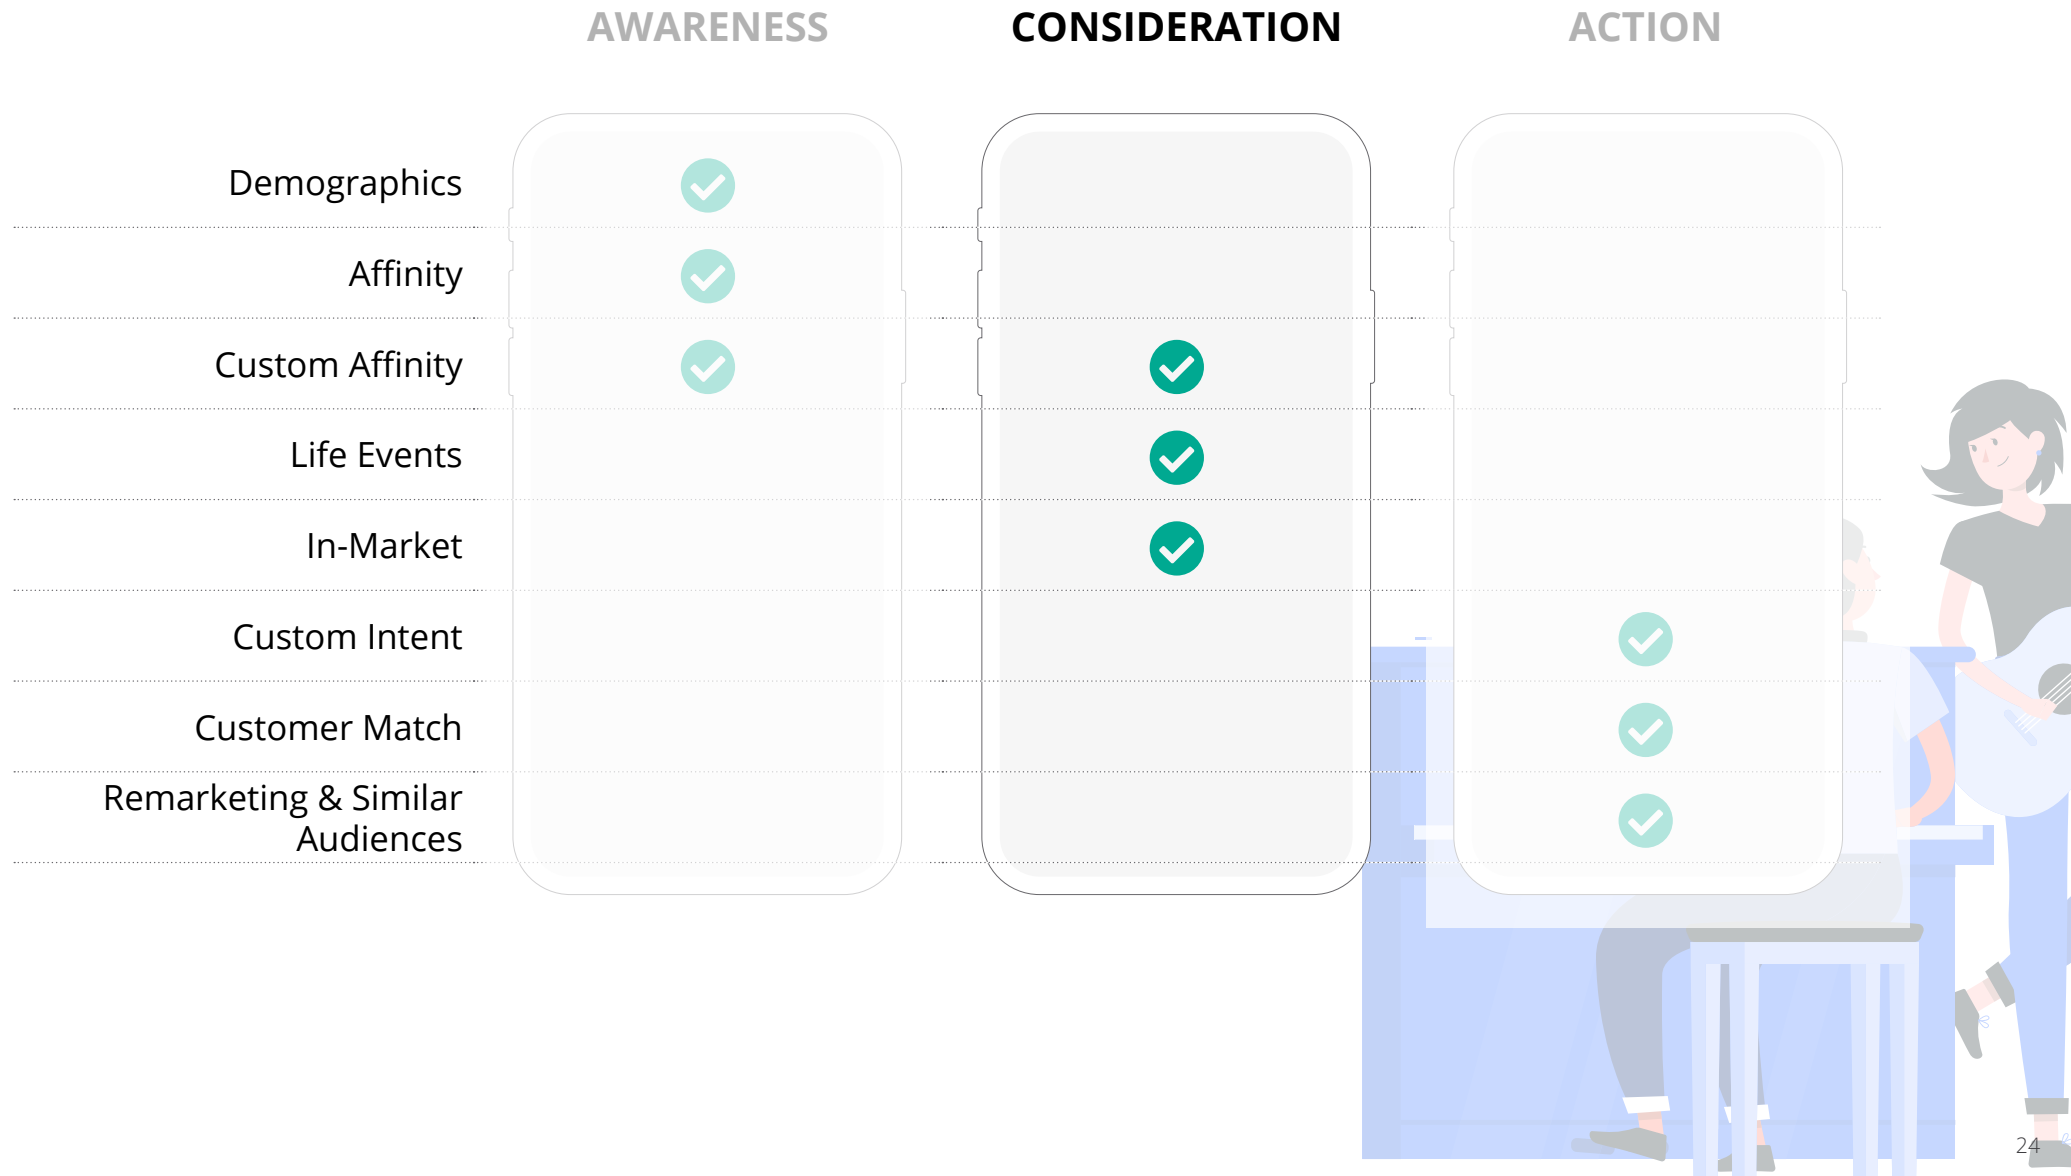 AWARENESS CONSIDERATION ACTION
Demographics
Affinity
Custom Affinity
Life Events
In-Market
Custom Intent
Customer Match
Remarketing & Similar
Audiences
24